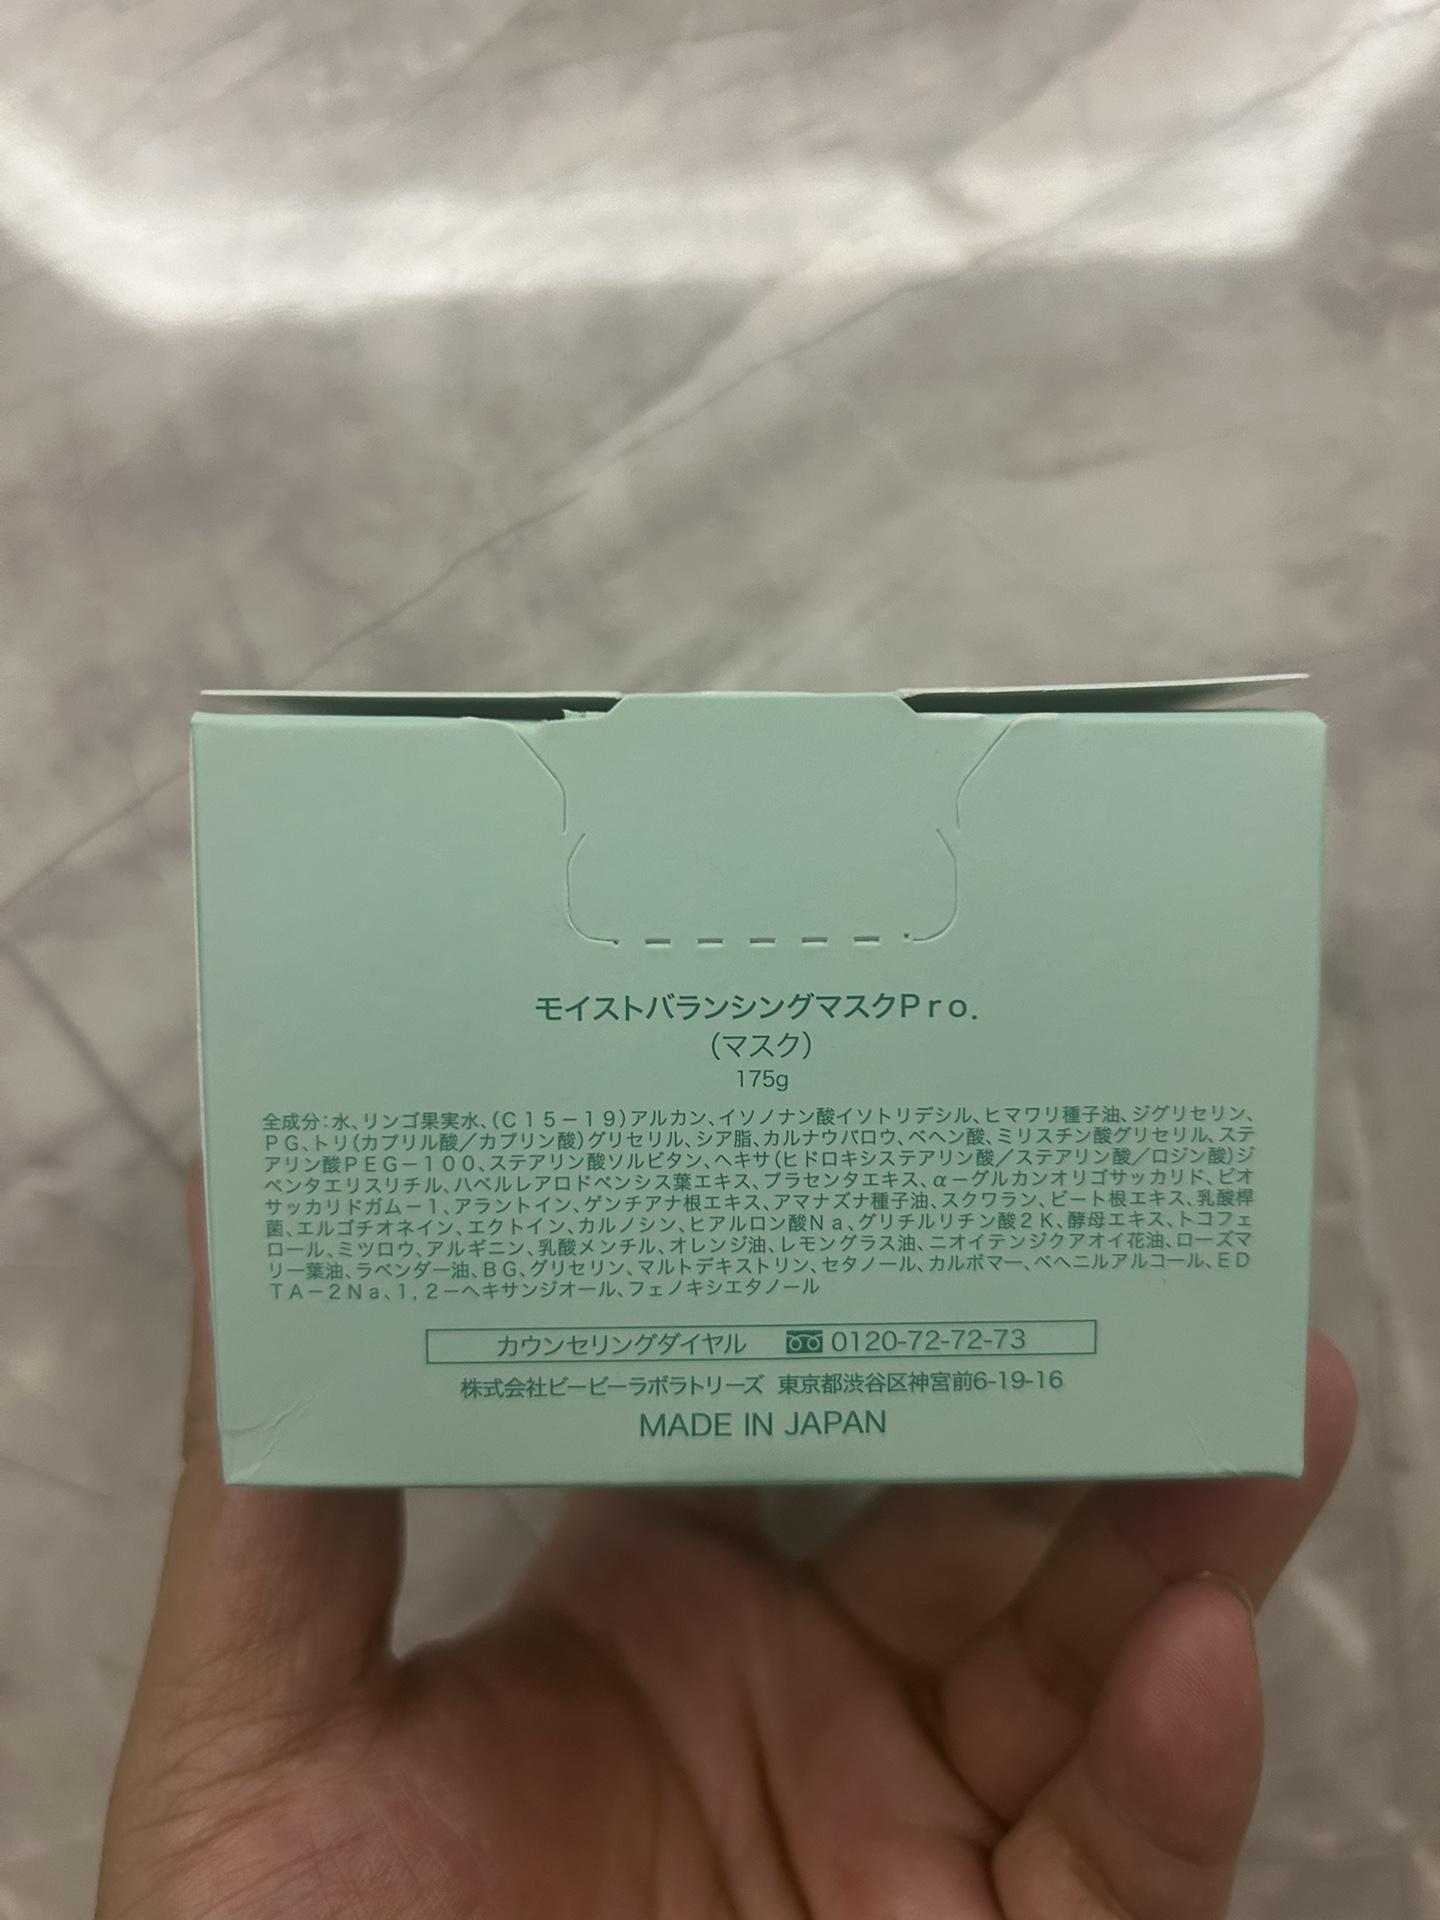 モイストバランシングマスクPro.
(マスク)
175g
全成分:水、リンゴ果実水、(C15-19)アルカン、イソノナン酸イソトリデシル、ヒマワリ種子油、ジグリセリン、
PG、トリ(カプリル酸/カプリン酸)グリセリル、シア脂、カルナウバロウ、ベヘン酸、ミリスチン酸グリセリル、ステ
アリン酸PEG-100、ステアリン酸ソルビタン、ヘキサ(ヒドロキシステアリン酸/ステアリン酸/ロジン酸)ジ
ペンタエリスリチル、ハベルレアロドペンシス葉エキス、プラセンタエキス、α-グルカンオリゴサッカリド、ビオ
サッカリドガム-1、アラントイン、ゲンチアナ根エキス、アマナズナ種子油、スクワラン、ビート根エキス、乳酸桿
菌、エルゴチオネイン、エクトイン、カルノシン、ヒアルロン酸Na、グリチルリチン酸2K、酵母エキス、トコフェ
ロール、ミツロウ、アルギニン、乳酸メンチル、オレンジ油、レモングラス油、ニオイテンジクアオイ花油、ローズマ
リー葉油、ラベンダー油、BG、グリセリン、マルトデキストリン、セタノール、カルボマー、ベヘニルアルコール、ED
TA-2Na、1,2-ヘキサンジオール、フェノキシエタノール
カウンセリングダイヤル 0120-72-72-73
株式会社ビービーラボラトリーズ 東京都渋谷区神宮前6-19-16
MADE IN JAPAN